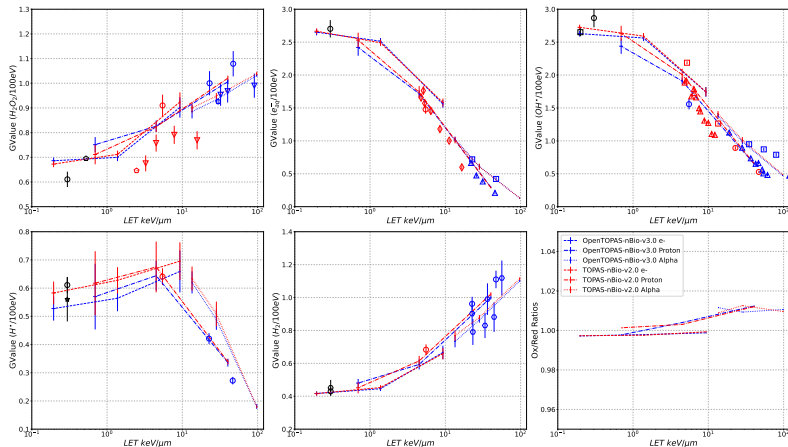 GValue (H₂O₂/100eV)
1.1
1.0
0.9
0.8
0.7
0.6
0.5
10⁻¹ 10⁰ 10¹ 10²
LET keV/μm
GValue (e⁻aq/100eV)
3.0
2.5
2.0
1.5
1.0
0.5
0.0
10⁻¹ 10⁰ 10¹ 10²
LET keV/μm
GValue (OH•/100eV)
3.0
2.5
2.0
1.5
1.0
0.5
0.0
10⁻¹ 10⁰ 10¹ 10²
LET keV/μm
GValue (H•/100eV)
0.8
0.7
0.6
0.5
0.4
0.3
0.2
0.1
10⁻¹ 10⁰ 10¹ 10²
LET keV/μm
GValue (H₂/100eV)
1.4
1.2
1.0
0.8
0.6
0.4
0.2
10⁻¹ 10⁰ 10¹ 10²
LET keV/μm
Ox/Red Ratios
1.04
1.02
1.00
0.98
0.96
OpenTOPAS-nBio-v3.0 e-
OpenTOPAS-nBio-v3.0 Proton
OpenTOPAS-nBio-v3.0 Alpha
TOPAS-nBio-v2.0 e-
TOPAS-nBio-v2.0 Proton
TOPAS-nBio-v2.0 Alpha
10⁻¹ 10⁰ 10¹ 10²
LET keV/μm